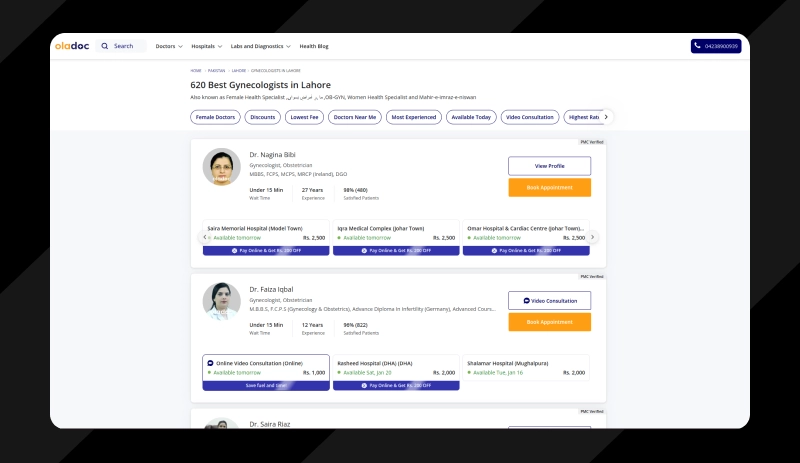 oladoc Search Doctors Hospitals Labs and Diagnostics Health Blog 04238900939
HOME / PAKISTAN / LAHORE / GYNECOLOGISTS IN LAHORE
620 Best Gynecologists in Lahore
Also known as Female Health Specialist, OB-GYN, Women Health Specialist and Mahir-e-imraz-e-niswan
Female Doctors Discounts Lowest Fee Doctors Near Me Most Experienced Available Today Video Consultation Highest
PMC Verified
Dr. Nagina Bibi
Gynecologist, Obstetrician
MBBS, FCPS, MCPS, MRCP (Ireland), DGO
View Profile
Book Appointment
Under 15 Min 27 Years 98% (480)
Wait Time Experience Satisfied Patients
Saira Memorial Hospital (Model Town) Iqra Medical Complex (Johar Town) Omar Hospital & Cardiac Centre (Johar Town)...
Available tomorrow Rs. 2,500 Available tomorrow Rs. 2,500 Available tomorrow Rs. 2,500
Pay Online & Get Rs. 200 OFF Pay Online & Get Rs. 200 OFF Pay Online & Get Rs. 200 OFF
PMC Verified
Dr. Faiza Iqbal
Gynecologist, Obstetrician
M.B.B.S, F.C.P.S (Gynecology & Obstetrics), Advance Diploma In Infertility (Germany), Advanced Cours...
Video Consultation
Book Appointment
Under 15 Min 12 Years 96% (822)
Wait Time Experience Satisfied Patients
Online Video Consultation (Online) Rasheed Hospital (DHA) (DHA) Shalamar Hospital (Mughalpura)
Available tomorrow Rs. 1,000 Available Sat, Jan 20 Rs. 2,000 Available Tue, Jan 16 Rs. 2,000
Save fuel and time! Pay Online & Get Rs. 200 OFF
PMC Verified
Dr. Saira Riaz